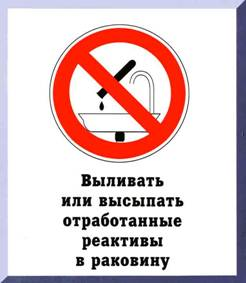 Выливать
или высыпать
отработанные
реактивы
в раковину